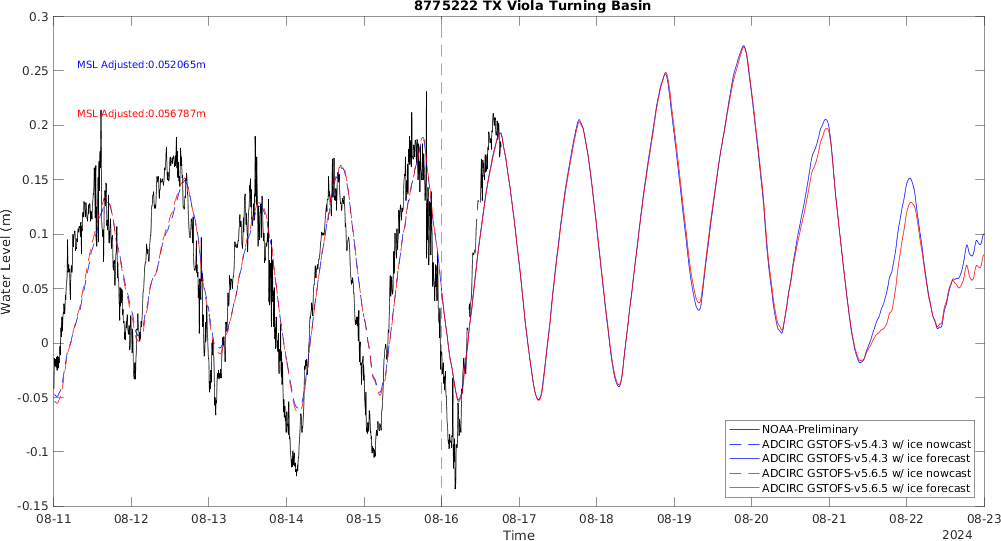 8775222 TX Viola Turning Basin
0.3
0.25
0.2
0.15
0.1
0.05
0
-0.05
-0.1
-0.15
Water Level (m)
MSL Adjusted:0.052065m
MSL Adjusted:0.056787m
NOAA-Preliminary
ADCIRC GSTOFS-v5.4.3 w/ ice nowcast
ADCIRC GSTOFS-v5.4.3 w/ ice forecast
ADCIRC GSTOFS-v5.6.5 w/ ice nowcast
ADCIRC GSTOFS-v5.6.5 w/ ice forecast
08-11 08-12 08-13 08-14 08-15 08-16 08-17 08-18 08-19 08-20 08-21 08-22 08-23
Time
2024